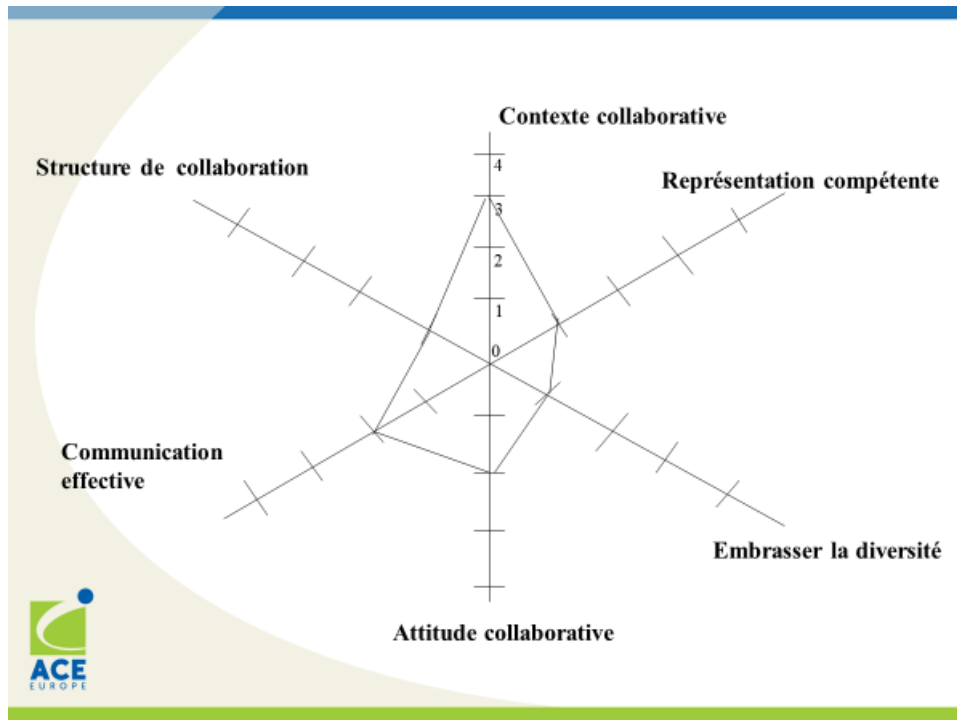 Contexte collaborative
Structure de collaboration
Représentation compétente
4
3
2
1
0
Communication
effective
Embrasser la diversité
Attitude collaborative
ACE
EUROPE